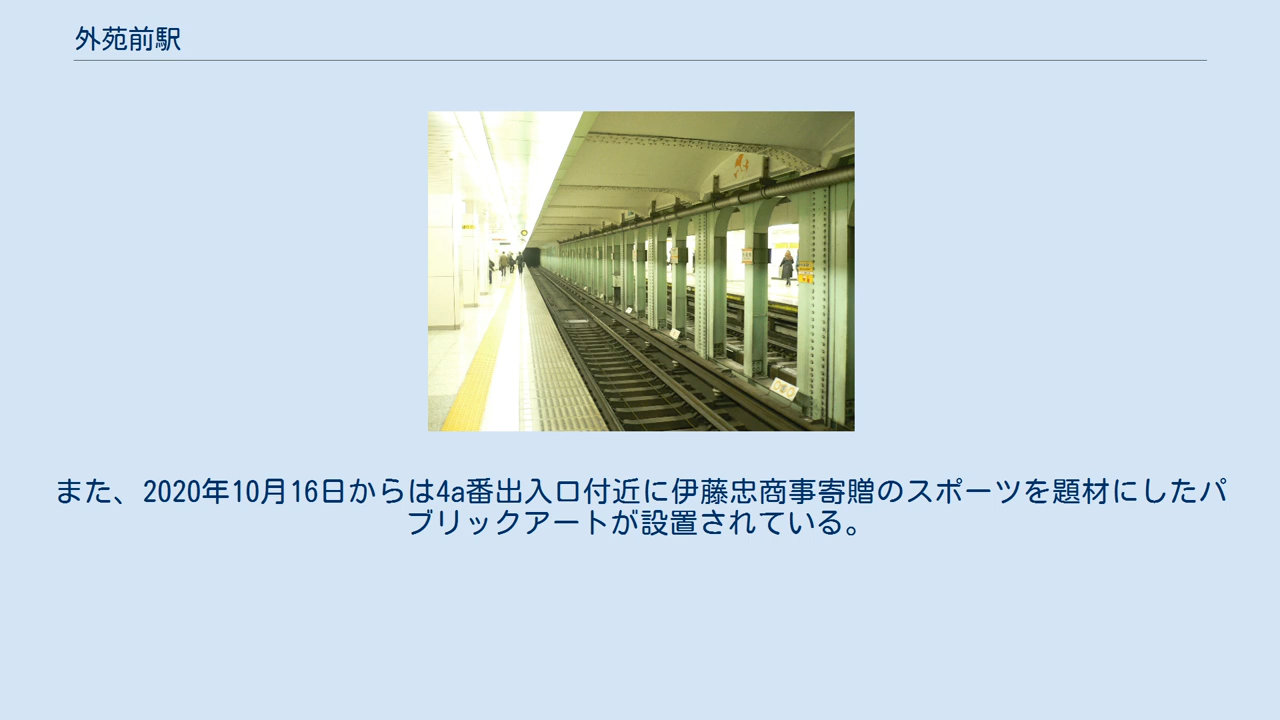 外苑前駅
また、2020年10月16日からは4a番出入口付近に伊藤忠商事寄贈のスポーツを題材にしたパ
ブリックアートが設置されている。